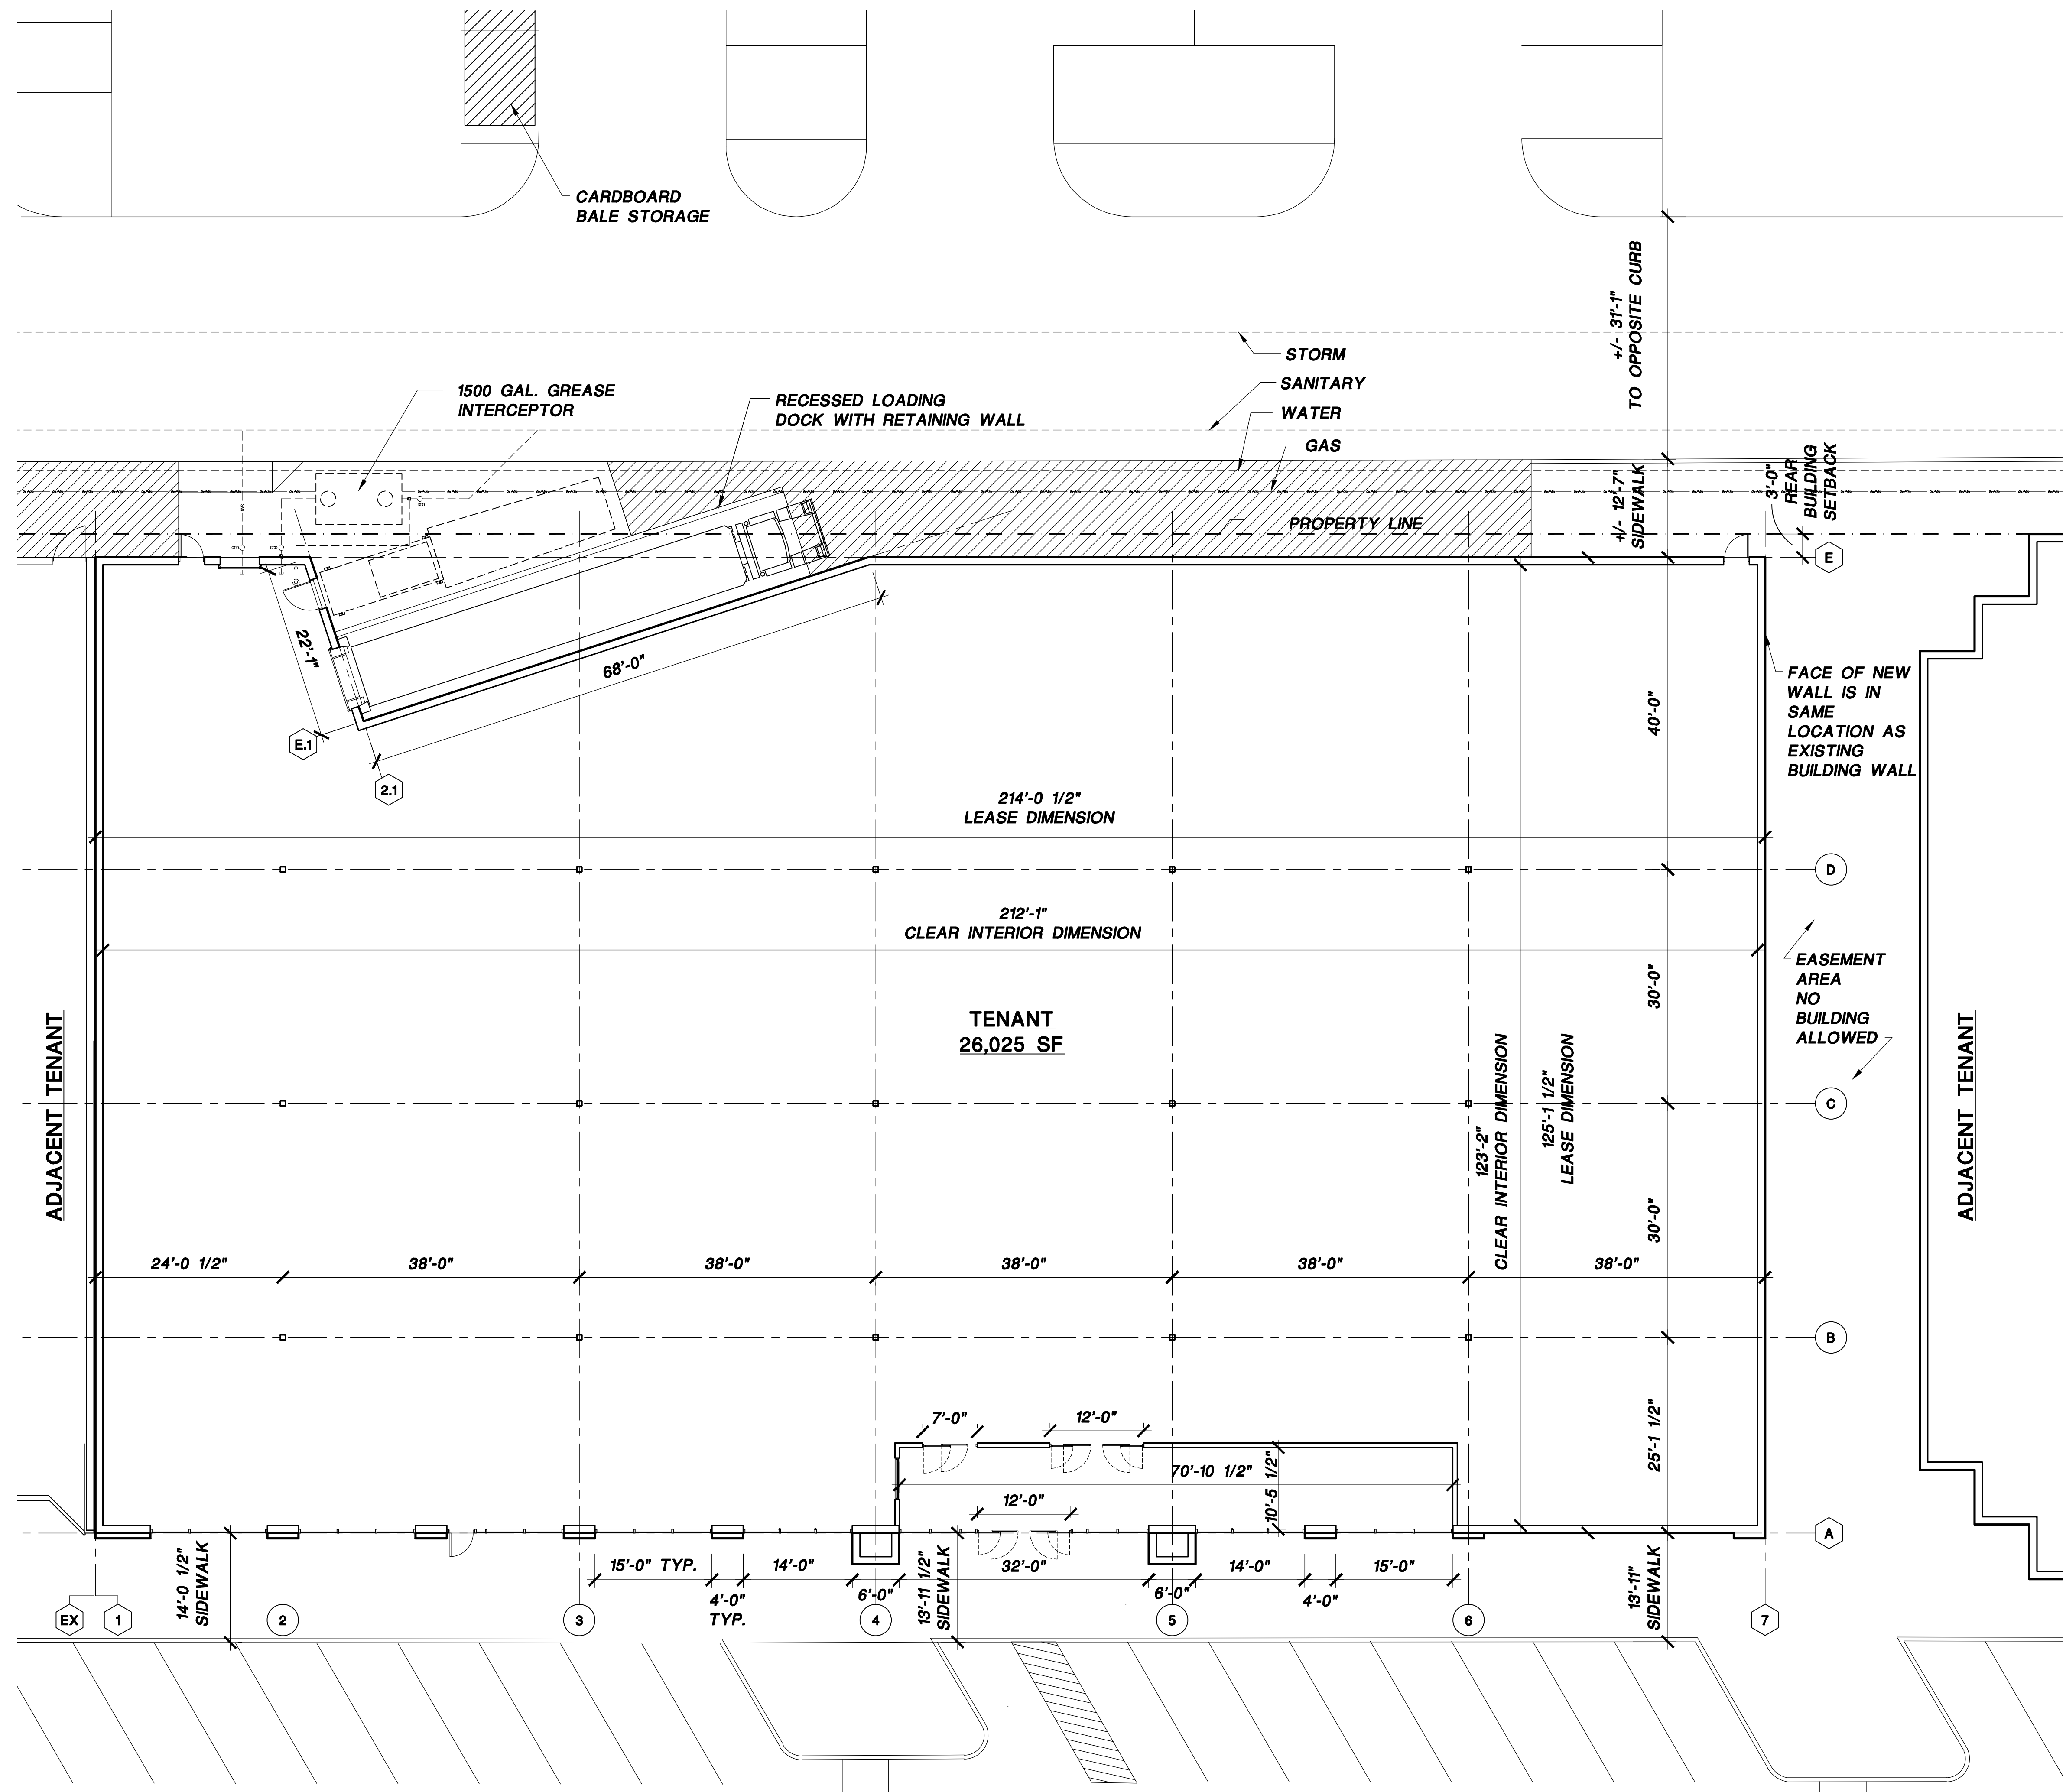 CARDBOARD
BALE STORAGE
+/- 31'-1"
TO OPPOSITE CURB
STORM
SANITARY
WATER
GAS
1500 GAL. GREASE
INTERCEPTOR
RECESSED LOADING
DOCK WITH RETAINING WALL
+/- 12'-7"
SIDEWALK
3'-0"
REAR
BUILDING
SETBACK
PROPERTY LINE
E
22'-1"
68'-0"
E.1
2.1
FACE OF NEW
WALL IS IN
SAME
LOCATION AS
EXISTING
BUILDING WALL
40'-0"
214'-0 1/2"
LEASE DIMENSION
D
212'-1"
CLEAR INTERIOR DIMENSION
EASEMENT
AREA
NO
BUILDING
ALLOWED
30'-0"
ADJACENT TENANT
TENANT
26,025 SF
123'-2"
CLEAR INTERIOR DIMENSION
125'-1 1/2"
LEASE DIMENSION
ADJACENT TENANT
C
30'-0"
24'-0 1/2"
38'-0"
38'-0"
38'-0"
38'-0"
38'-0"
B
25'-1 1/2"
7'-0"
12'-0"
70'-10 1/2"
10'-5 1/2"
12'-0"
A
14'-0 1/2"
SIDEWALK
15'-0" TYP.
4'-0"
TYP.
14'-0"
6'-0"
13'-11 1/2"
SIDEWALK
32'-0"
6'-0"
14'-0"
4'-0"
15'-0"
13'-11"
SIDEWALK
EX
1
2
3
4
5
6
7